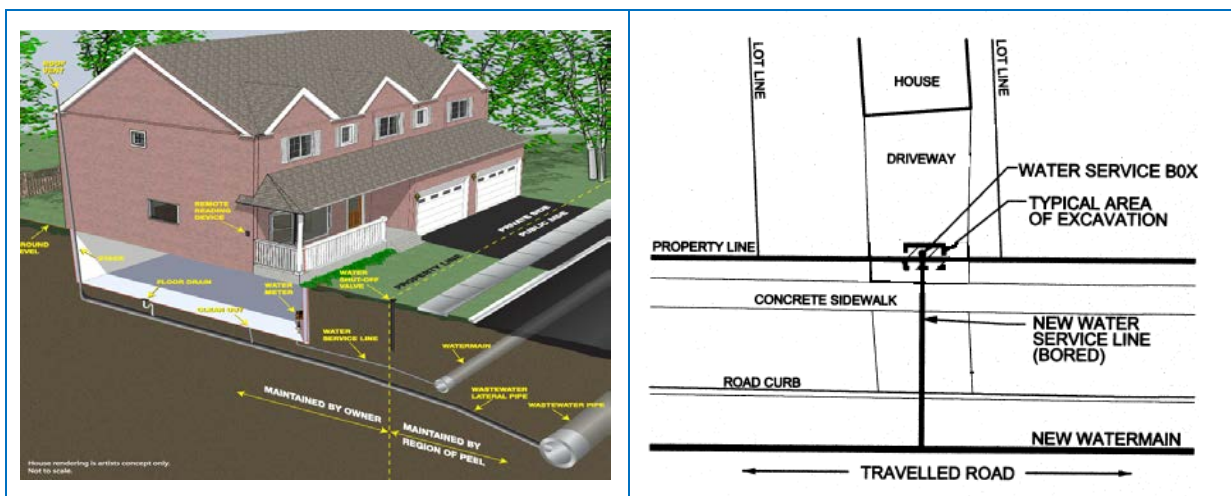 ROOF
VENT
REMOTE
READING
DEVICE
PRIVATE SIDE
PUBLIC SIDE
GROUND
LEVEL
PROPERTY LINE
WATER
SHUT-OFF
VALVE
FLOOR DRAIN
WATER
METER
CLEAN OUT
WATER
SERVICE LINE
WATERMAIN
MAINTAINED BY OWNER
WASTEWATER
LATERAL PIPE
WASTEWATER PIPE
MAINTAINED BY
REGION OF PEEL
House rendering is artists concept only.
Not to scale.
LOT LINE
HOUSE
LOT LINE
DRIVEWAY
WATER SERVICE BOX
TYPICAL AREA
OF EXCAVATION
PROPERTY LINE
CONCRETE SIDEWALK
NEW WATER
SERVICE LINE
(BORED)
ROAD CURB
NEW WATERMAIN
TRAVELLED ROAD